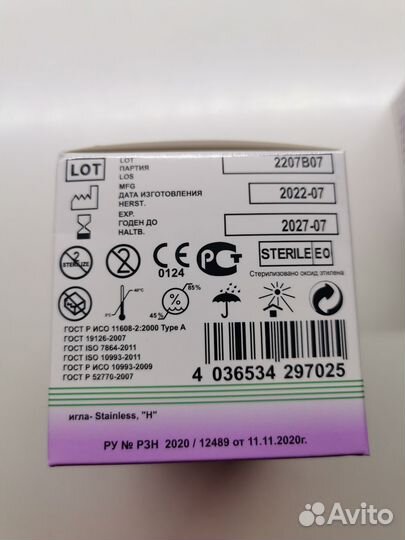 LOT
LOT
ПАРТИЯ
LOS
2207B07
MFG
ДАТА ИЗГОТОВЛЕНИЯ
HERST.
2022-07
EXP.
ГОДЕН ДО
HALTB.
2027-07
2
STERILIZE
2
CE
0124
РСТ
STERILE EO
Стерилизовано оксид этилена
45%
85%
ГОСТ Р ИСО 11608-2:2000 Type A
ГОСТ 19126-2007
ГОСТ ISO 7864-2011
ГОСТ ISO 10993-2011
ГОСТ Р ИСО 10993-2009
ГОСТ Р 52770-2007
4 036534 297025
игла- Stainless, "H"
РУ № РЗН 2020 / 12489 от 11.11.2020г.
Avito